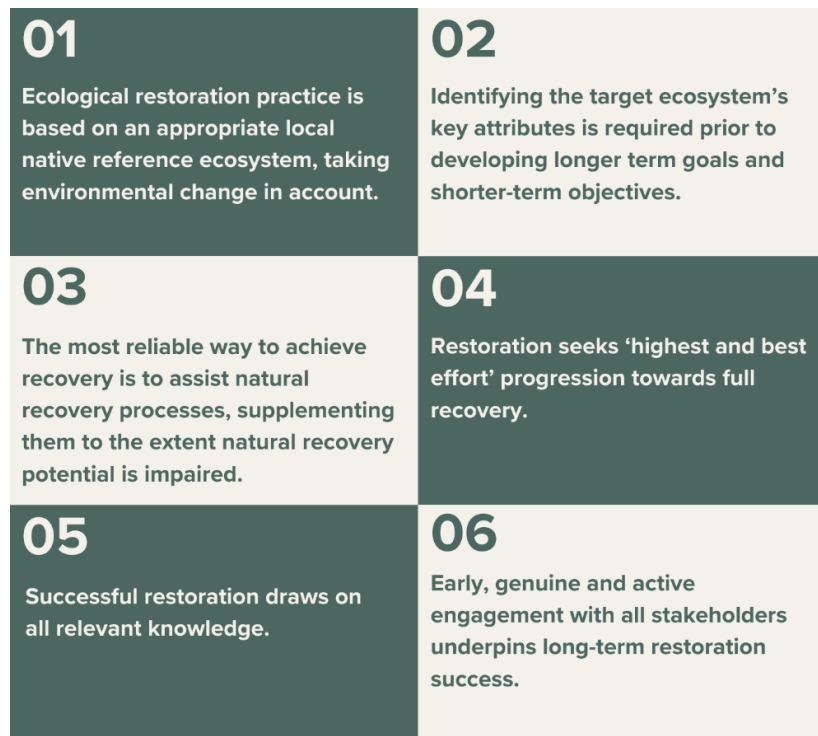 01
Ecological restoration practice is
based on an appropriate local
native reference ecosystem, taking
environmental change in account.
02
Identifying the target ecosystem's
key attributes is required prior to
developing longer term goals and
shorter-term objectives.
03
The most reliable way to achieve
recovery is to assist natural
recovery processes, supplementing
them to the extent natural recovery
potential is impaired.
04
Restoration seeks ‘highest and best
effort’ progression towards full
recovery.
05
Successful restoration draws on
all relevant knowledge.
06
Early, genuine and active
engagement with all stakeholders
underpins long-term restoration
success.